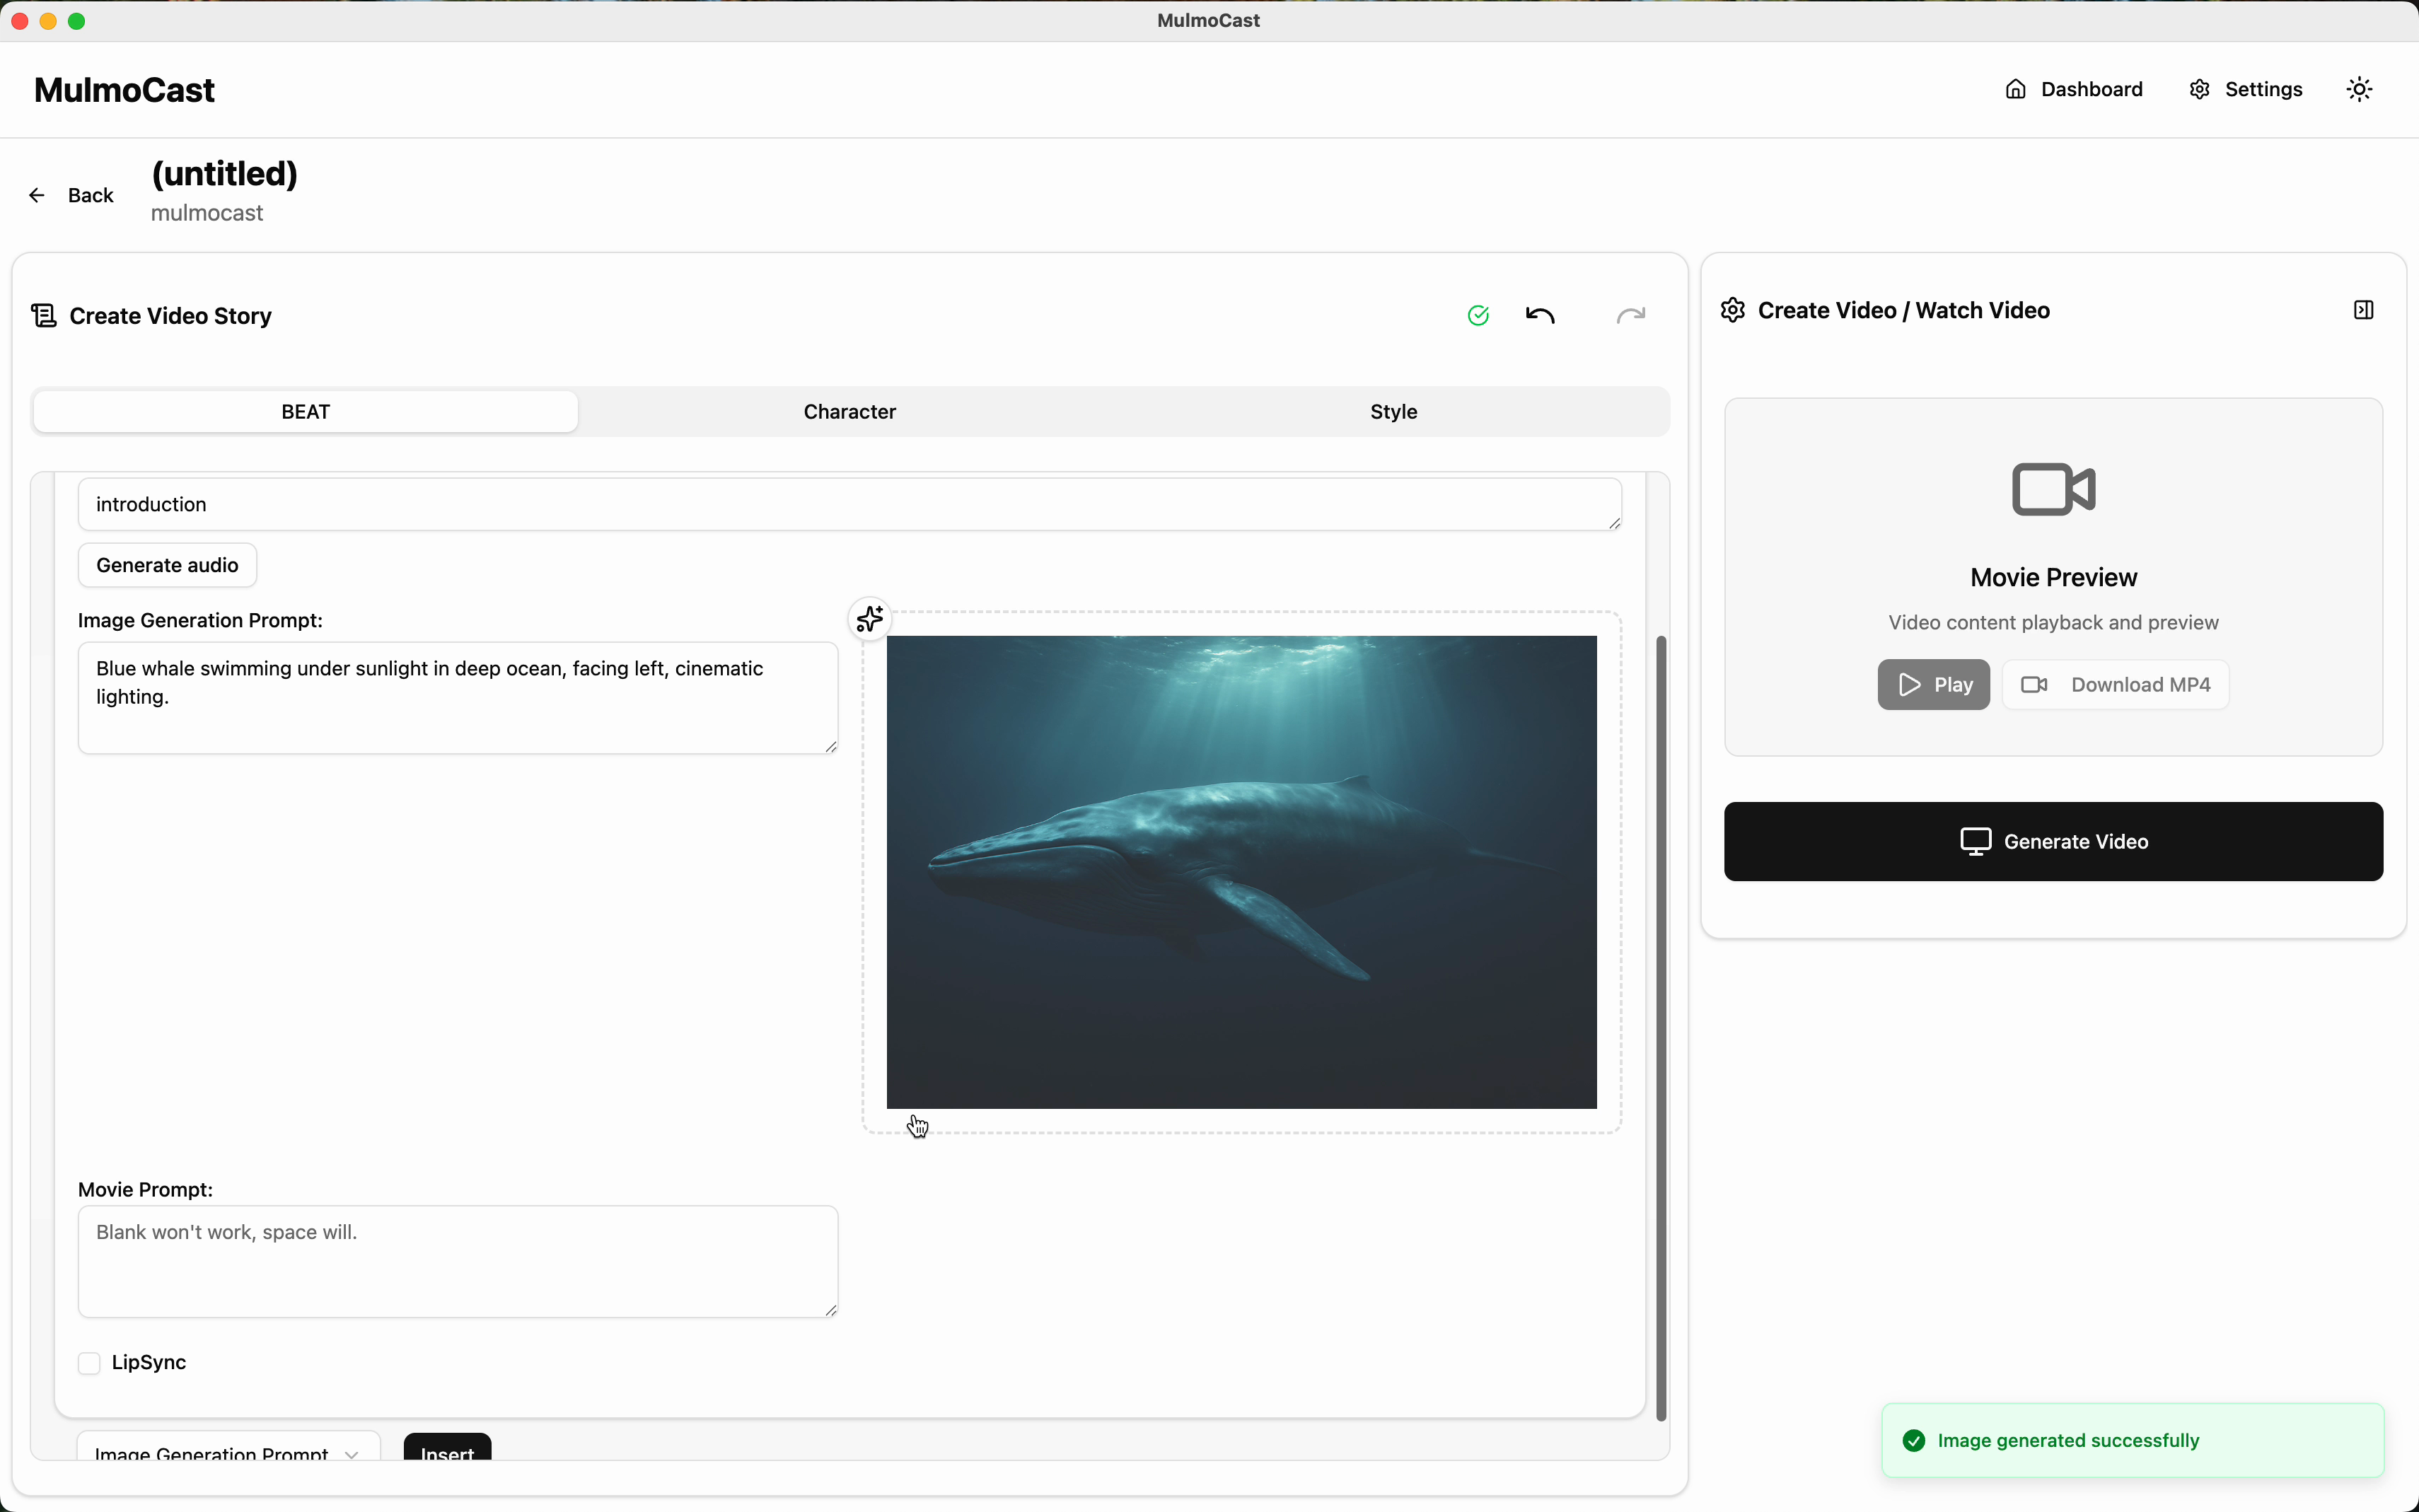 MulmoCast
MulmoCast
Dashboard
Settings
Back
(untitled)
mulmocast
Create Video Story
BEAT
Character
Style
introduction
Generate audio
Image Generation Prompt:
Blue whale swimming under sunlight in deep ocean, facing left, cinematic
lighting.
Movie Prompt:
Blank won't work, space will.
LipSync
Image Generation Prompt
Insert
Create Video / Watch Video
Movie Preview
Video content playback and preview
Play
Download MP4
Generate Video
Image generated successfully